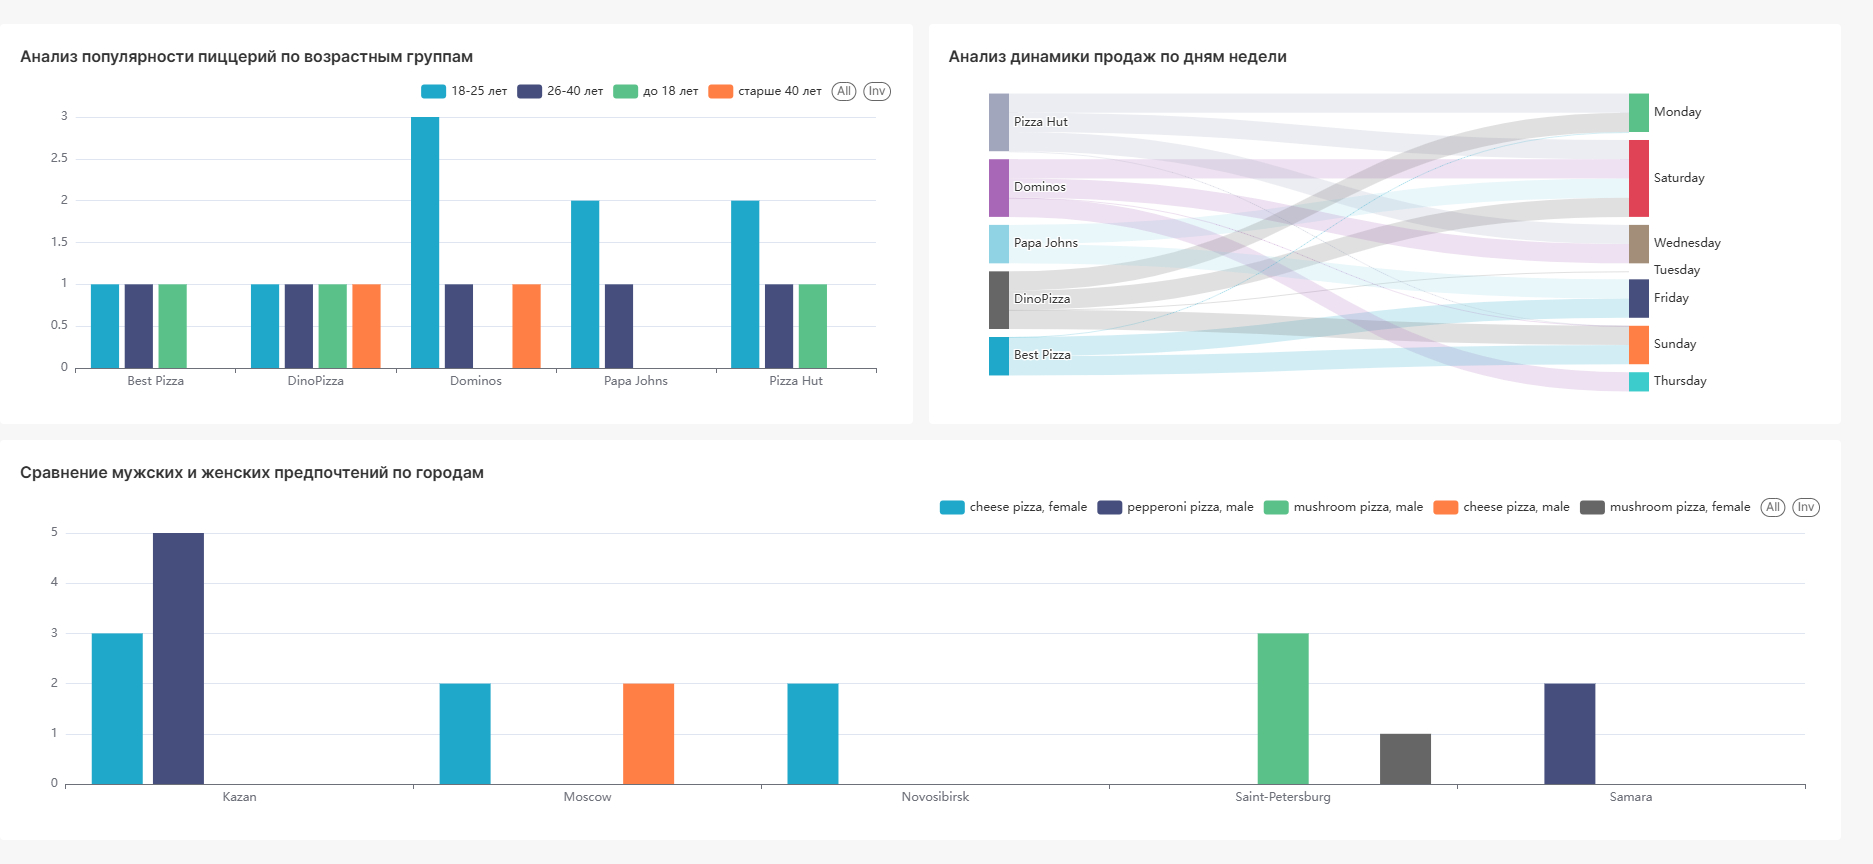 Анализ популярности пиццерий по возрастным группам
18-25 лет 26-40 лет до 18 лет старше 40 лет All Inv
3
2.5
2
1.5
1
0.5
0
Best Pizza DinoPizza Dominos Papa Johns Pizza Hut
Анализ динамики продаж по дням недели
Pizza Hut
Dominos
Papa Johns
DinoPizza
Best Pizza
Monday
Saturday
Wednesday
Tuesday
Friday
Sunday
Thursday
Сравнение мужских и женских предпочтений по городам
cheese pizza, female pepperoni pizza, male mushroom pizza, male cheese pizza, male mushroom pizza, female All Inv
5
4
3
2
1
0
Kazan Moscow Novosibirsk Saint-Petersburg Samara